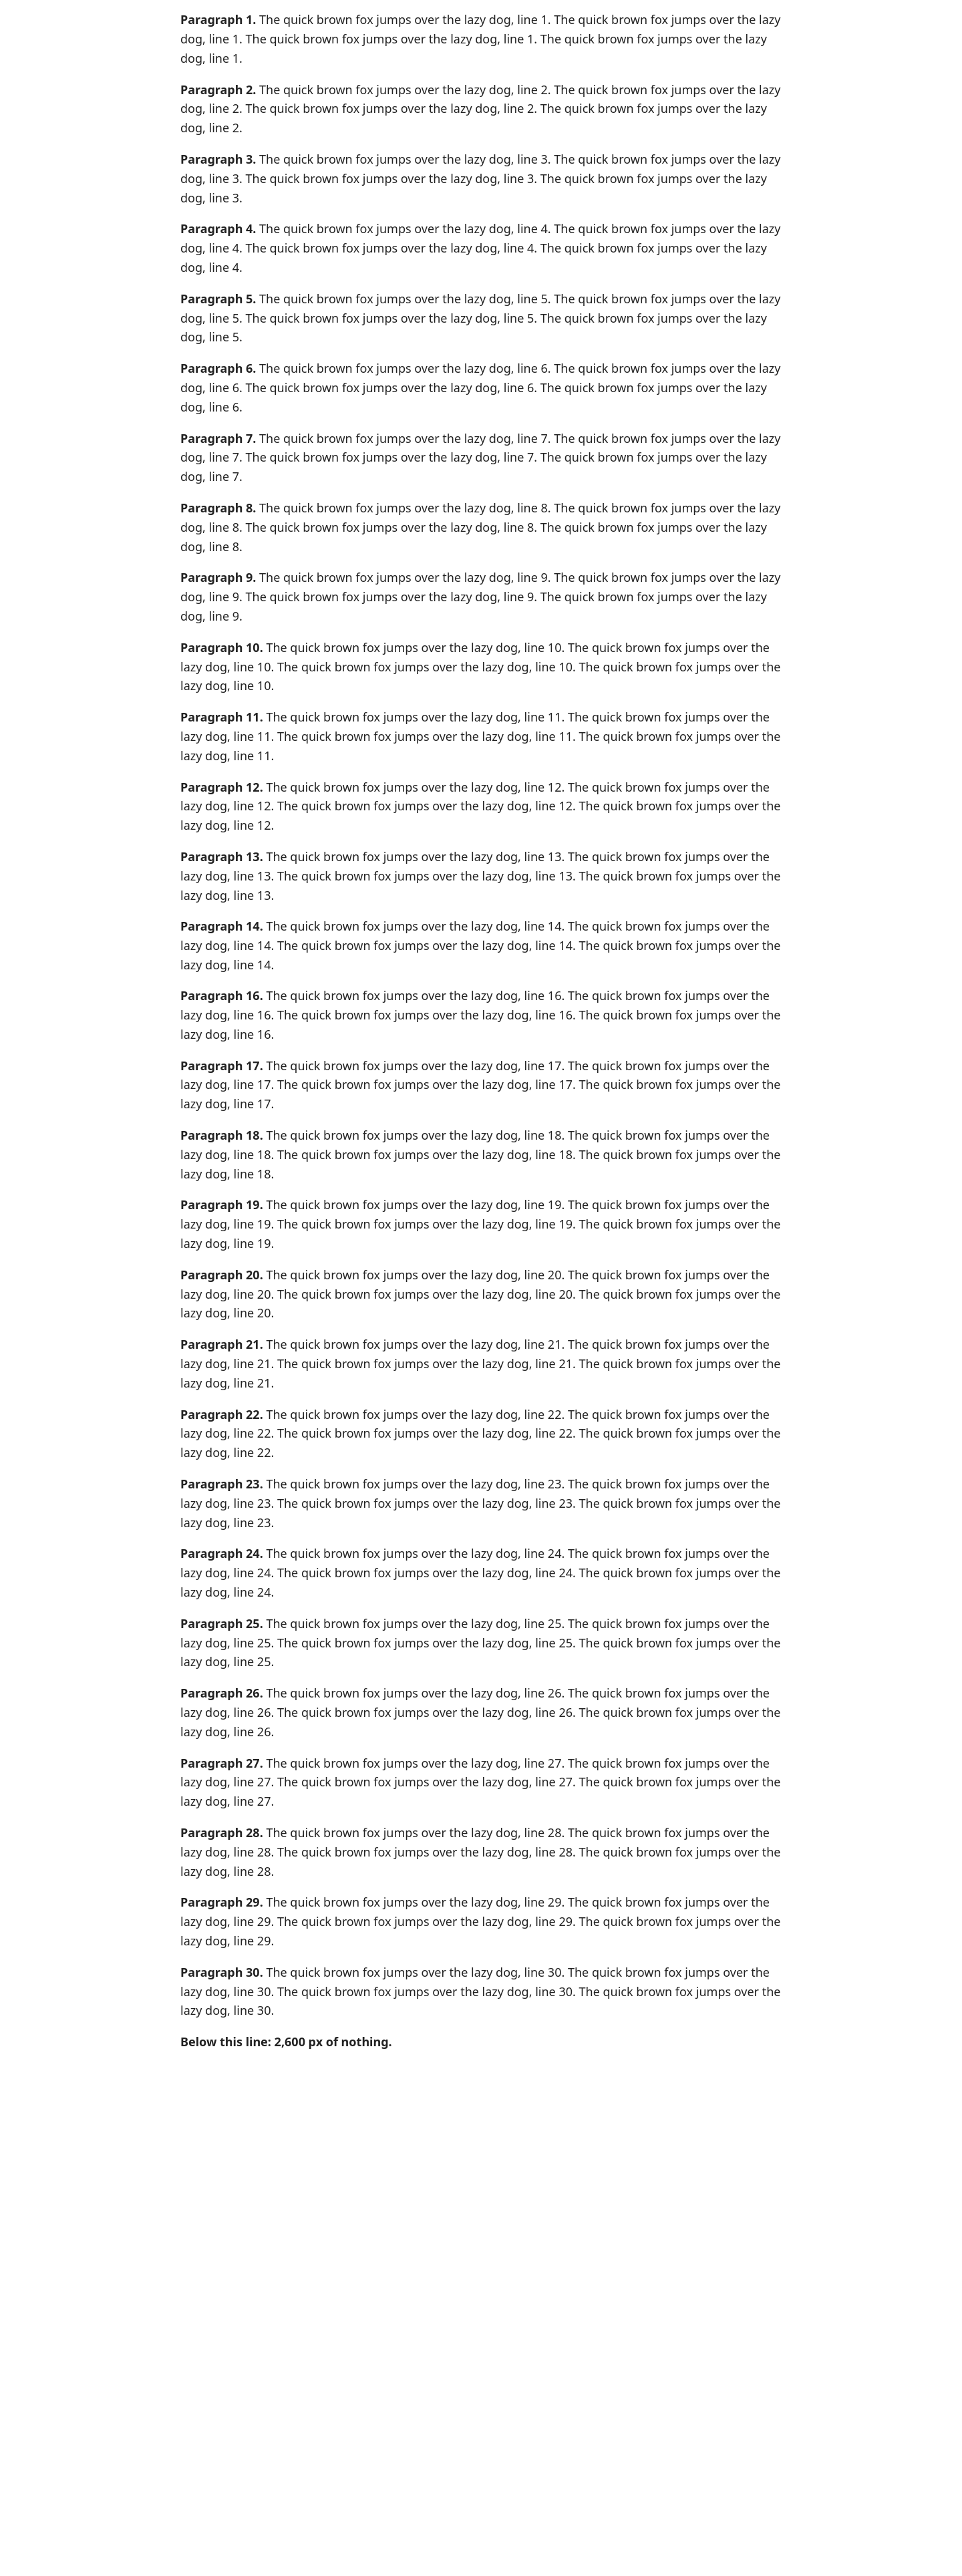 Paragraph 1. The quick brown fox jumps over the lazy dog, line 1. The quick brown fox jumps over the lazy
dog, line 1. The quick brown fox jumps over the lazy dog, line 1. The quick brown fox jumps over the lazy
dog, line 1.
Paragraph 2. The quick brown fox jumps over the lazy dog, line 2. The quick brown fox jumps over the lazy
dog, line 2. The quick brown fox jumps over the lazy dog, line 2. The quick brown fox jumps over the lazy
dog, line 2.
Paragraph 3. The quick brown fox jumps over the lazy dog, line 3. The quick brown fox jumps over the lazy
dog, line 3. The quick brown fox jumps over the lazy dog, line 3. The quick brown fox jumps over the lazy
dog, line 3.
Paragraph 4. The quick brown fox jumps over the lazy dog, line 4. The quick brown fox jumps over the lazy
dog, line 4. The quick brown fox jumps over the lazy dog, line 4. The quick brown fox jumps over the lazy
dog, line 4.
Paragraph 5. The quick brown fox jumps over the lazy dog, line 5. The quick brown fox jumps over the lazy
dog, line 5. The quick brown fox jumps over the lazy dog, line 5. The quick brown fox jumps over the lazy
dog, line 5.
Paragraph 6. The quick brown fox jumps over the lazy dog, line 6. The quick brown fox jumps over the lazy
dog, line 6. The quick brown fox jumps over the lazy dog, line 6. The quick brown fox jumps over the lazy
dog, line 6.
Paragraph 7. The quick brown fox jumps over the lazy dog, line 7. The quick brown fox jumps over the lazy
dog, line 7. The quick brown fox jumps over the lazy dog, line 7. The quick brown fox jumps over the lazy
dog, line 7.
Paragraph 8. The quick brown fox jumps over the lazy dog, line 8. The quick brown fox jumps over the lazy
dog, line 8. The quick brown fox jumps over the lazy dog, line 8. The quick brown fox jumps over the lazy
dog, line 8.
Paragraph 9. The quick brown fox jumps over the lazy dog, line 9. The quick brown fox jumps over the lazy
dog, line 9. The quick brown fox jumps over the lazy dog, line 9. The quick brown fox jumps over the lazy
dog, line 9.
Paragraph 10. The quick brown fox jumps over the lazy dog, line 10. The quick brown fox jumps over the
lazy dog, line 10. The quick brown fox jumps over the lazy dog, line 10. The quick brown fox jumps over the
lazy dog, line 10.
Paragraph 11. The quick brown fox jumps over the lazy dog, line 11. The quick brown fox jumps over the
lazy dog, line 11. The quick brown fox jumps over the lazy dog, line 11. The quick brown fox jumps over the
lazy dog, line 11.
Paragraph 12. The quick brown fox jumps over the lazy dog, line 12. The quick brown fox jumps over the
lazy dog, line 12. The quick brown fox jumps over the lazy dog, line 12. The quick brown fox jumps over the
lazy dog, line 12.
Paragraph 13. The quick brown fox jumps over the lazy dog, line 13. The quick brown fox jumps over the
lazy dog, line 13. The quick brown fox jumps over the lazy dog, line 13. The quick brown fox jumps over the
lazy dog, line 13.
Paragraph 14. The quick brown fox jumps over the lazy dog, line 14. The quick brown fox jumps over the
lazy dog, line 14. The quick brown fox jumps over the lazy dog, line 14. The quick brown fox jumps over the
lazy dog, line 14.
Paragraph 16. The quick brown fox jumps over the lazy dog, line 16. The quick brown fox jumps over the
lazy dog, line 16. The quick brown fox jumps over the lazy dog, line 16. The quick brown fox jumps over the
lazy dog, line 16.
Paragraph 17. The quick brown fox jumps over the lazy dog, line 17. The quick brown fox jumps over the
lazy dog, line 17. The quick brown fox jumps over the lazy dog, line 17. The quick brown fox jumps over the
lazy dog, line 17.
Paragraph 18. The quick brown fox jumps over the lazy dog, line 18. The quick brown fox jumps over the
lazy dog, line 18. The quick brown fox jumps over the lazy dog, line 18. The quick brown fox jumps over the
lazy dog, line 18.
Paragraph 19. The quick brown fox jumps over the lazy dog, line 19. The quick brown fox jumps over the
lazy dog, line 19. The quick brown fox jumps over the lazy dog, line 19. The quick brown fox jumps over the
lazy dog, line 19.
Paragraph 20. The quick brown fox jumps over the lazy dog, line 20. The quick brown fox jumps over the
lazy dog, line 20. The quick brown fox jumps over the lazy dog, line 20. The quick brown fox jumps over the
lazy dog, line 20.
Paragraph 21. The quick brown fox jumps over the lazy dog, line 21. The quick brown fox jumps over the
lazy dog, line 21. The quick brown fox jumps over the lazy dog, line 21. The quick brown fox jumps over the
lazy dog, line 21.
Paragraph 22. The quick brown fox jumps over the lazy dog, line 22. The quick brown fox jumps over the
lazy dog, line 22. The quick brown fox jumps over the lazy dog, line 22. The quick brown fox jumps over the
lazy dog, line 22.
Paragraph 23. The quick brown fox jumps over the lazy dog, line 23. The quick brown fox jumps over the
lazy dog, line 23. The quick brown fox jumps over the lazy dog, line 23. The quick brown fox jumps over the
lazy dog, line 23.
Paragraph 24. The quick brown fox jumps over the lazy dog, line 24. The quick brown fox jumps over the
lazy dog, line 24. The quick brown fox jumps over the lazy dog, line 24. The quick brown fox jumps over the
lazy dog, line 24.
Paragraph 25. The quick brown fox jumps over the lazy dog, line 25. The quick brown fox jumps over the
lazy dog, line 25. The quick brown fox jumps over the lazy dog, line 25. The quick brown fox jumps over the
lazy dog, line 25.
Paragraph 26. The quick brown fox jumps over the lazy dog, line 26. The quick brown fox jumps over the
lazy dog, line 26. The quick brown fox jumps over the lazy dog, line 26. The quick brown fox jumps over the
lazy dog, line 26.
Paragraph 27. The quick brown fox jumps over the lazy dog, line 27. The quick brown fox jumps over the
lazy dog, line 27. The quick brown fox jumps over the lazy dog, line 27. The quick brown fox jumps over the
lazy dog, line 27.
Paragraph 28. The quick brown fox jumps over the lazy dog, line 28. The quick brown fox jumps over the
lazy dog, line 28. The quick brown fox jumps over the lazy dog, line 28. The quick brown fox jumps over the
lazy dog, line 28.
Paragraph 29. The quick brown fox jumps over the lazy dog, line 29. The quick brown fox jumps over the
lazy dog, line 29. The quick brown fox jumps over the lazy dog, line 29. The quick brown fox jumps over the
lazy dog, line 29.
Paragraph 30. The quick brown fox jumps over the lazy dog, line 30. The quick brown fox jumps over the
lazy dog, line 30. The quick brown fox jumps over the lazy dog, line 30. The quick brown fox jumps over the
lazy dog, line 30.
Below this line: 2,600 px of nothing.